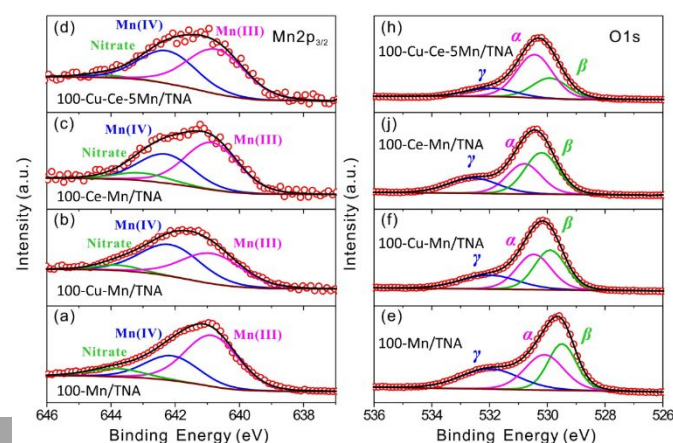 (d) Mn(IV) Mn(III) Mn2p3/2
Nitrate
100-Cu-Ce-5Mn/TNA
(c) Mn(IV) Mn(III)
Nitrate
100-Ce-Mn/TNA
(b) Mn(IV)
Nitrate Mn(III)
100-Cu-Mn/TNA
(a) Mn(IV) Mn(III)
Nitrate
100-Mn/TNA
646 644 642 640 638
Binding Energy (eV)
Intensity (a.u.)
(h) O1s
100-Cu-Ce-5Mn/TNA α β
γ
(j)
100-Ce-Mn/TNA α β
γ
(f)
100-Cu-Mn/TNA α β
γ
(e)
100-Mn/TNA α β
γ
536 534 532 530 528 526
Binding Energy (eV)
Intensity (a.u.)